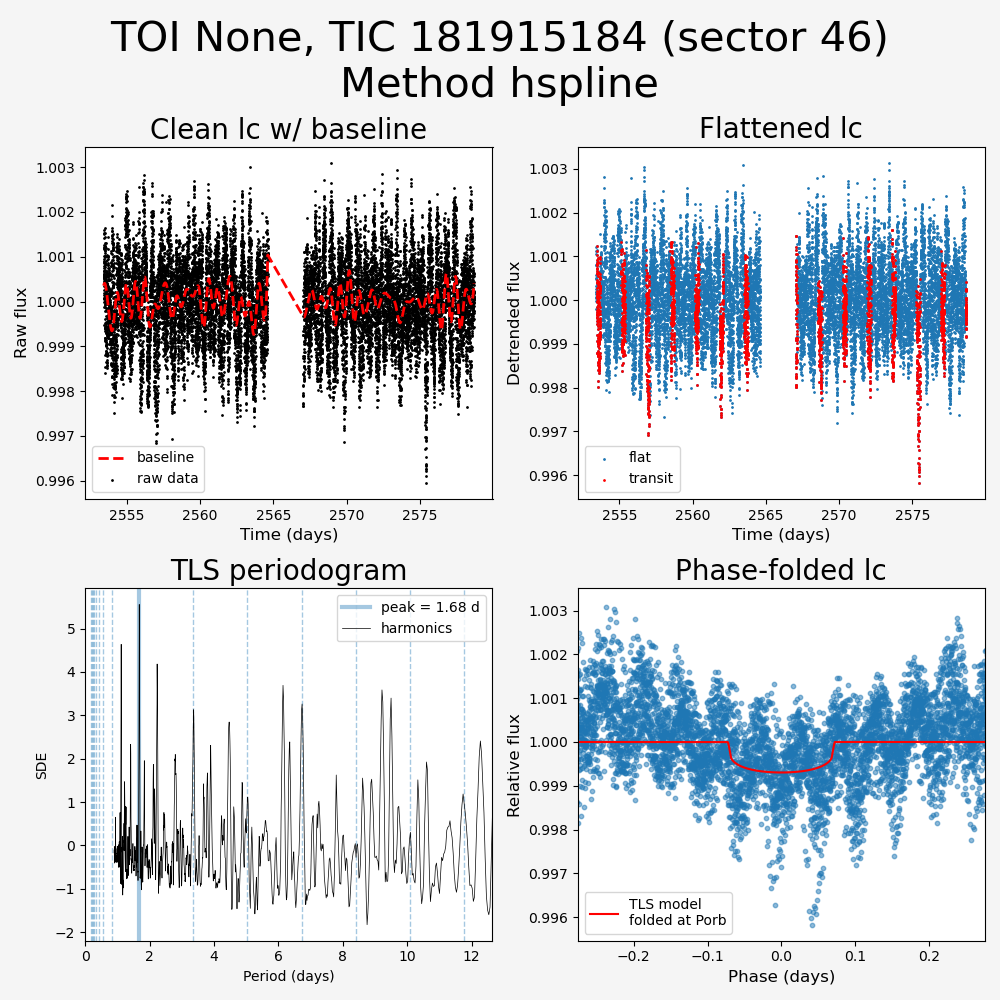 TOI None, TIC 181915184 (sector 46)
Method hspline
Clean lc w/ baseline
Raw flux
1.003
1.002
1.001
1.000
0.999
0.998
0.997
0.996
baseline
raw data
2555 2560 2565 2570 2575
Time (days)
Flattened lc
Detrended flux
1.003
1.002
1.001
1.000
0.999
0.998
0.997
0.996
flat
transit
2555 2560 2565 2570 2575
Time (days)
TLS periodogram
SDE
5
4
3
2
1
0
−1
−2
peak = 1.68 d
harmonics
0 2 4 6 8 10 12
Period (days)
Phase-folded lc
Relative flux
1.003
1.002
1.001
1.000
0.999
0.998
0.997
0.996
TLS model
folded at Porb
−0.2 −0.1 0.0 0.1 0.2
Phase (days)